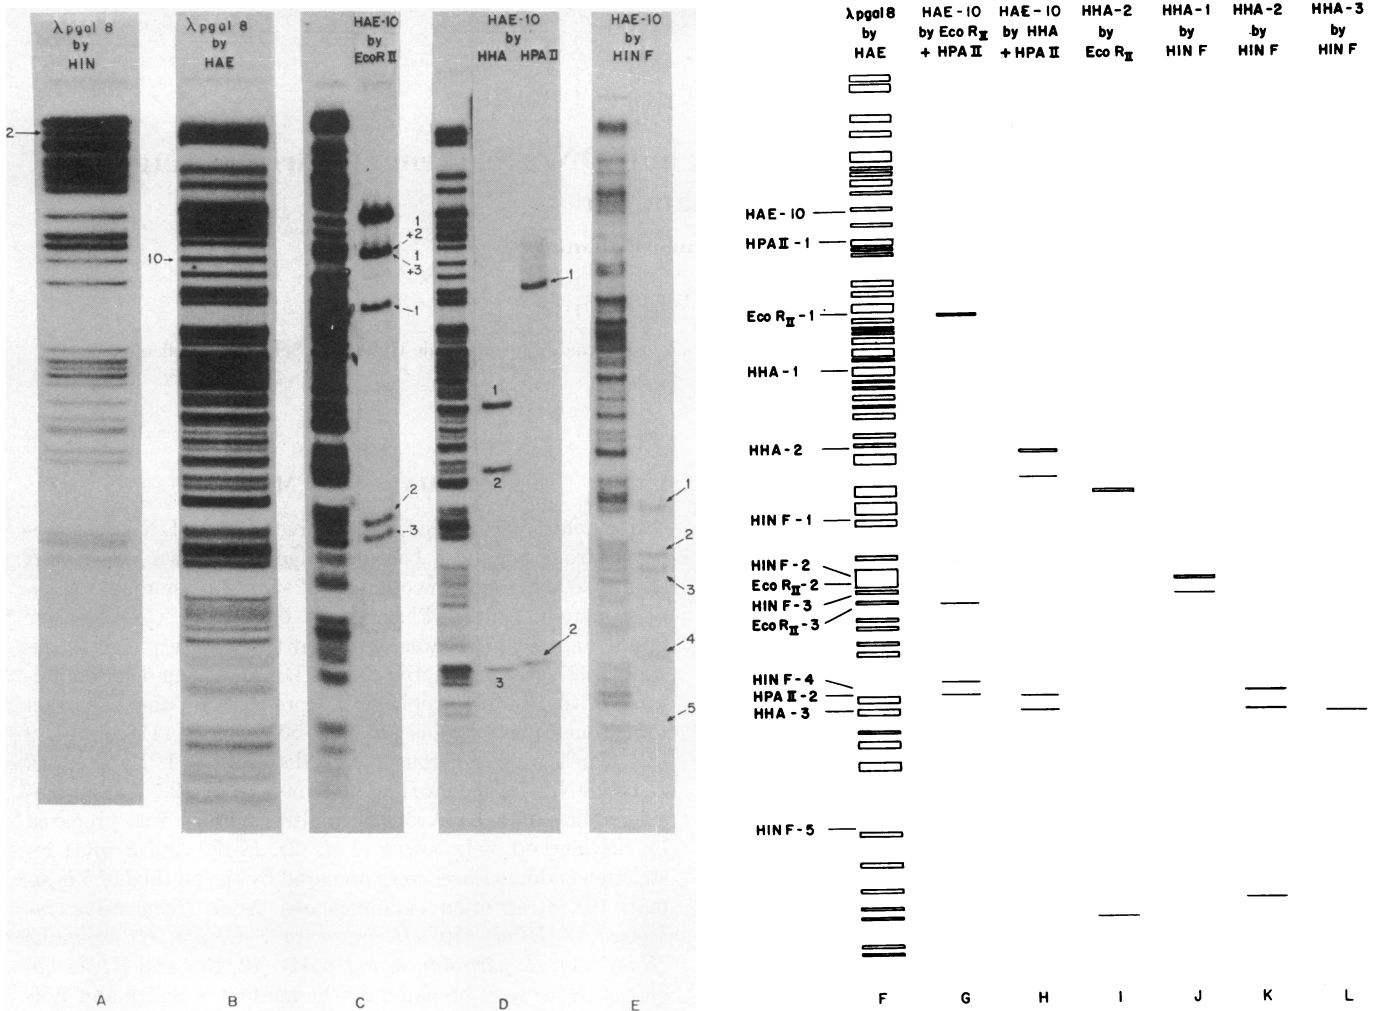 λpgal 8
by
HIN
λpgal 8
by
HAE
HAE-10
by
EcoR II
HAE-10
by
HHA HPA II
HAE-10
by
HIN F
2
10
1
+2
1
+3
1
2
3
1
1
2
2
3
1
2
3
4
5
A B C D E
λpgal 8
by
HAE
HAE-10
by Eco RII
+ HPA II
HAE-10
by HHA
+ HPA II
HHA-2
by
Eco RII
HHA-1
by
HIN F
HHA-2
by
HIN F
HHA-3
by
HIN F
HAE-10
HPA II-1
Eco RII-1
HHA-1
HHA-2
HIN F-1
HIN F-2
Eco RII-2
HIN F-3
Eco RII-3
HIN F-4
HPA II-2
HHA-3
HIN F-5
F G H I J K L